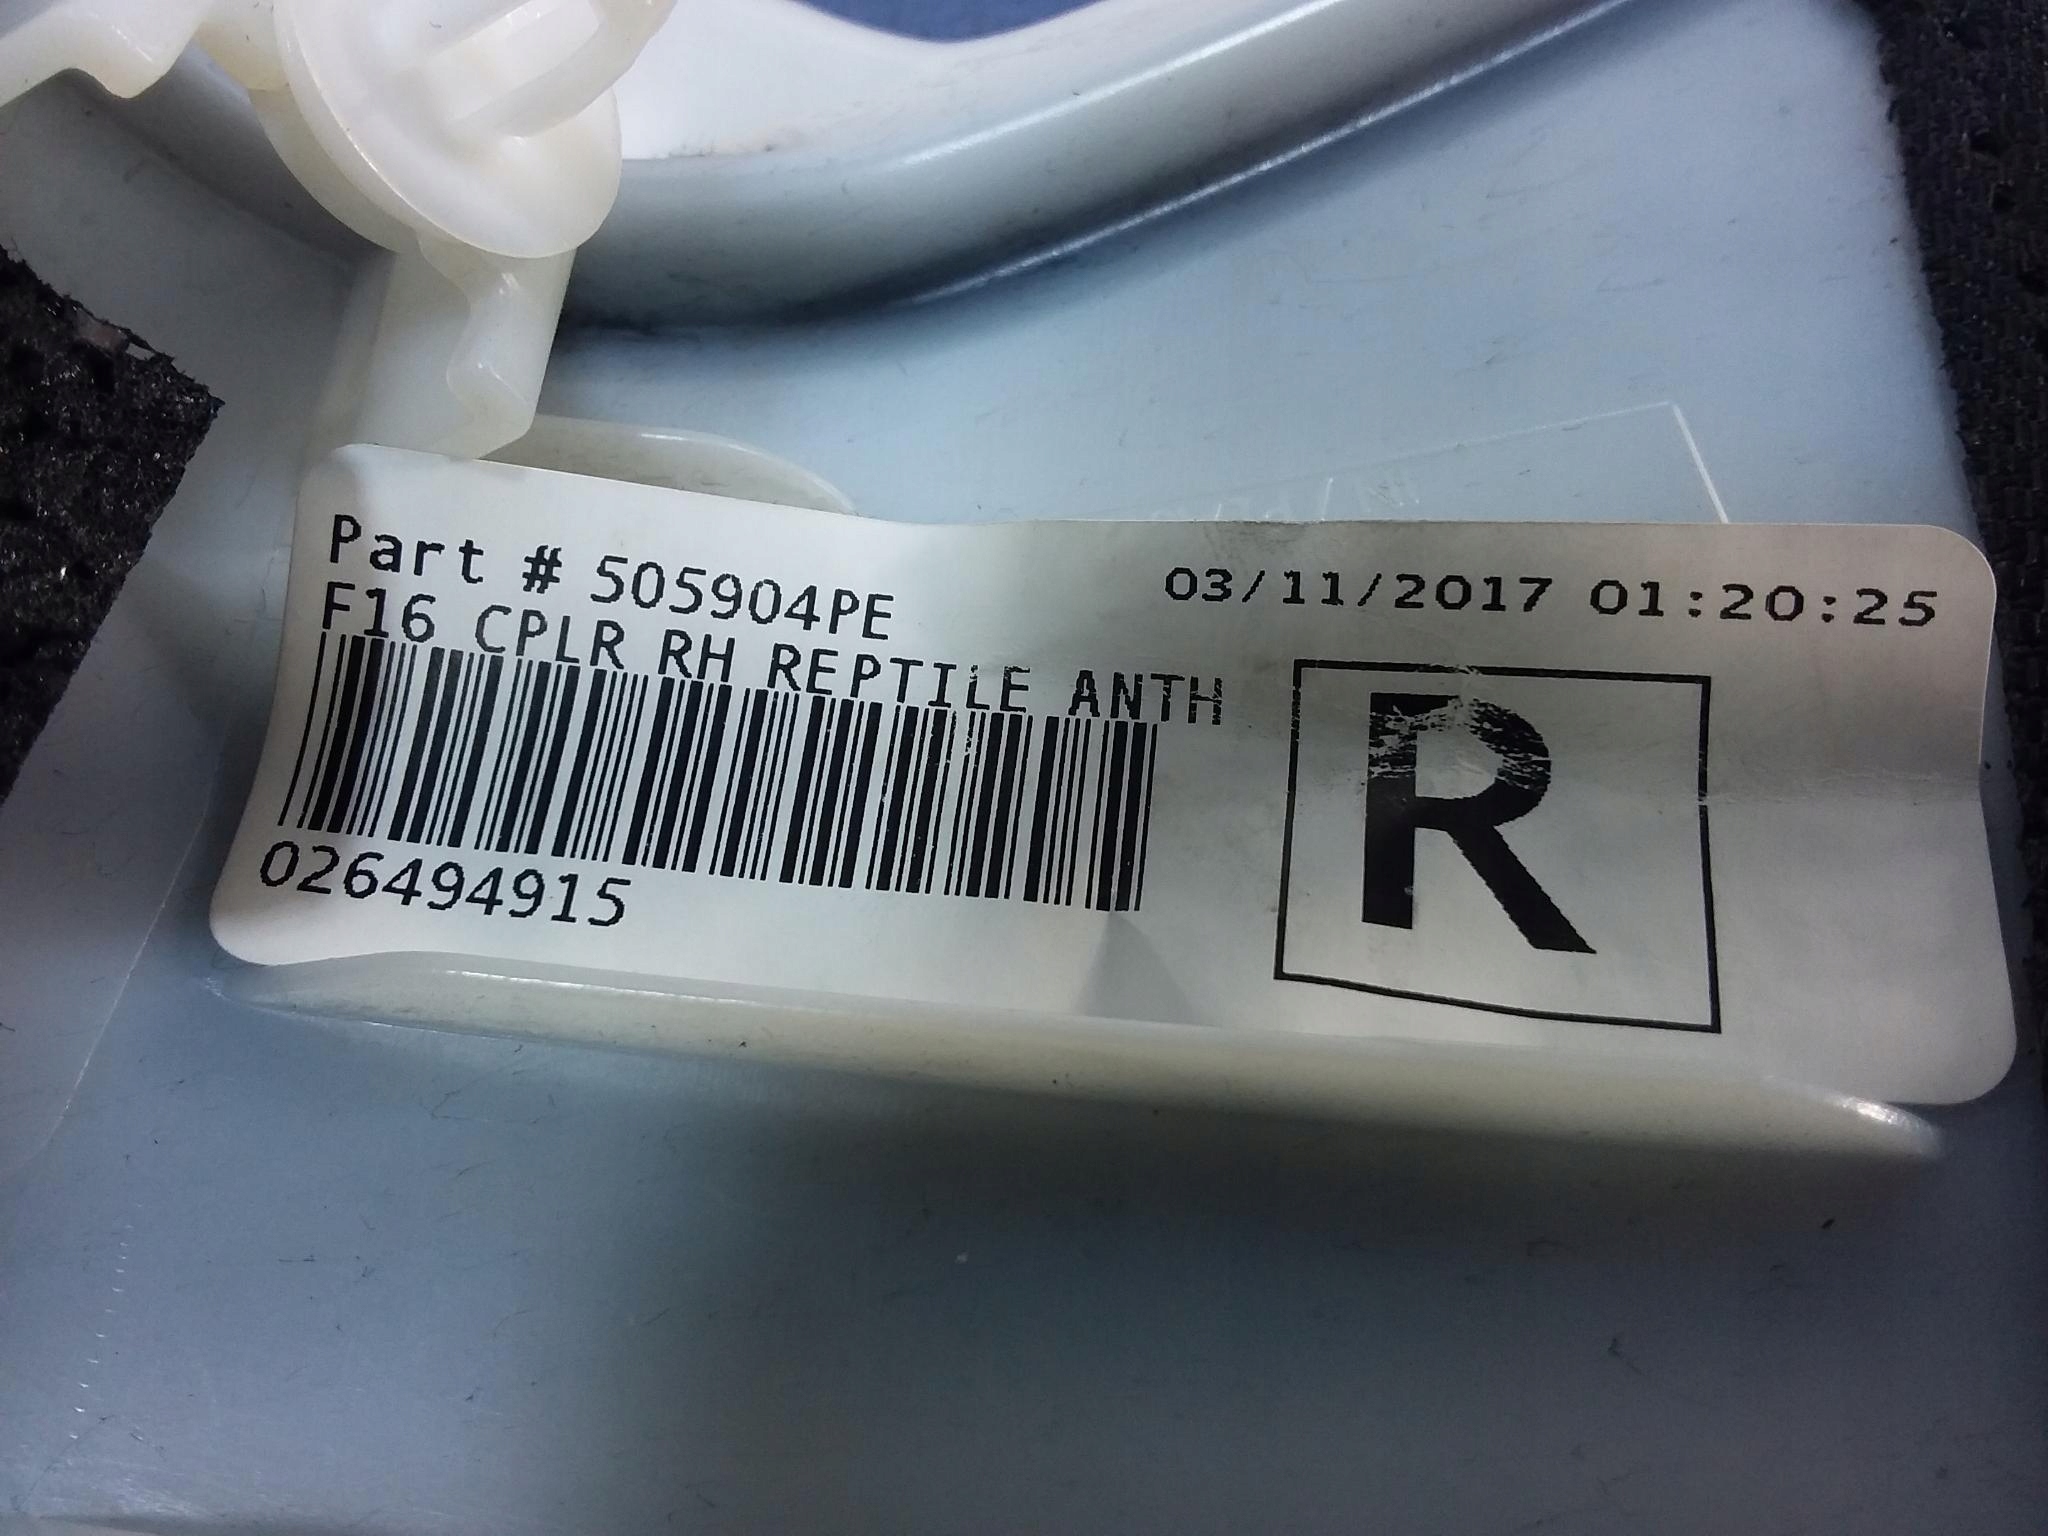 Part # 505904PE
03/11/2017 01:20:25
F16 CPLR RH REPTILE ANTH
R
026494915